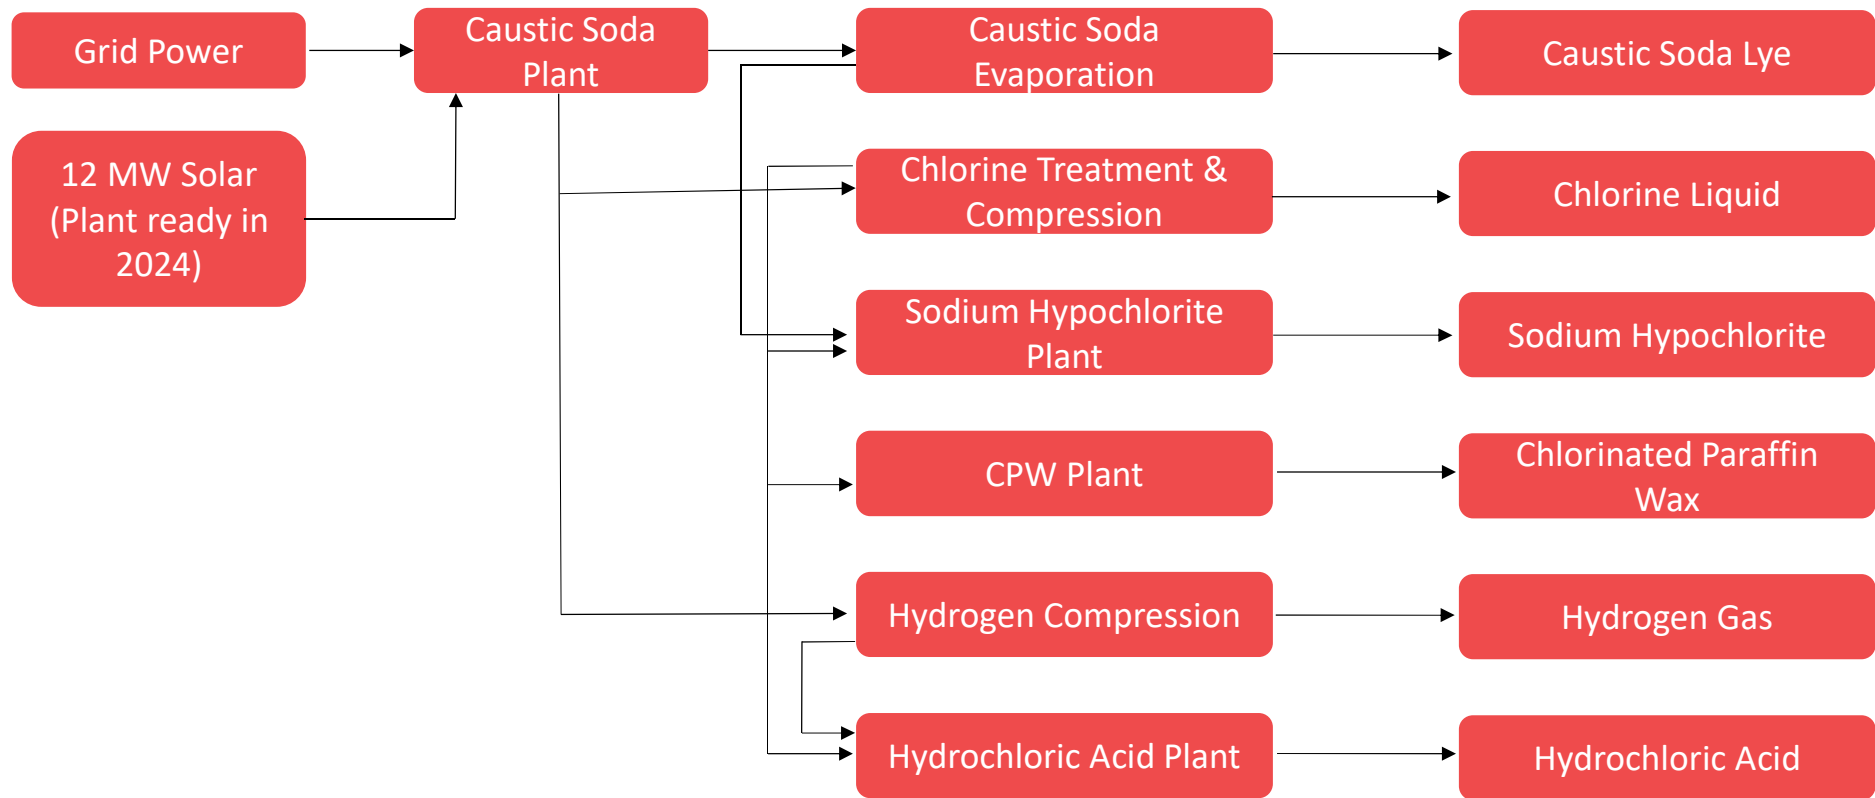 Grid Power
Caustic Soda
Plant
Caustic Soda
Evaporation
Caustic Soda Lye
12 MW Solar
(Plant ready in
2024)
Chlorine Treatment &
Compression
Chlorine Liquid
Sodium Hypochlorite
Plant
Sodium Hypochlorite
CPW Plant
Chlorinated Paraffin
Wax
Hydrogen Compression
Hydrogen Gas
Hydrochloric Acid Plant
Hydrochloric Acid